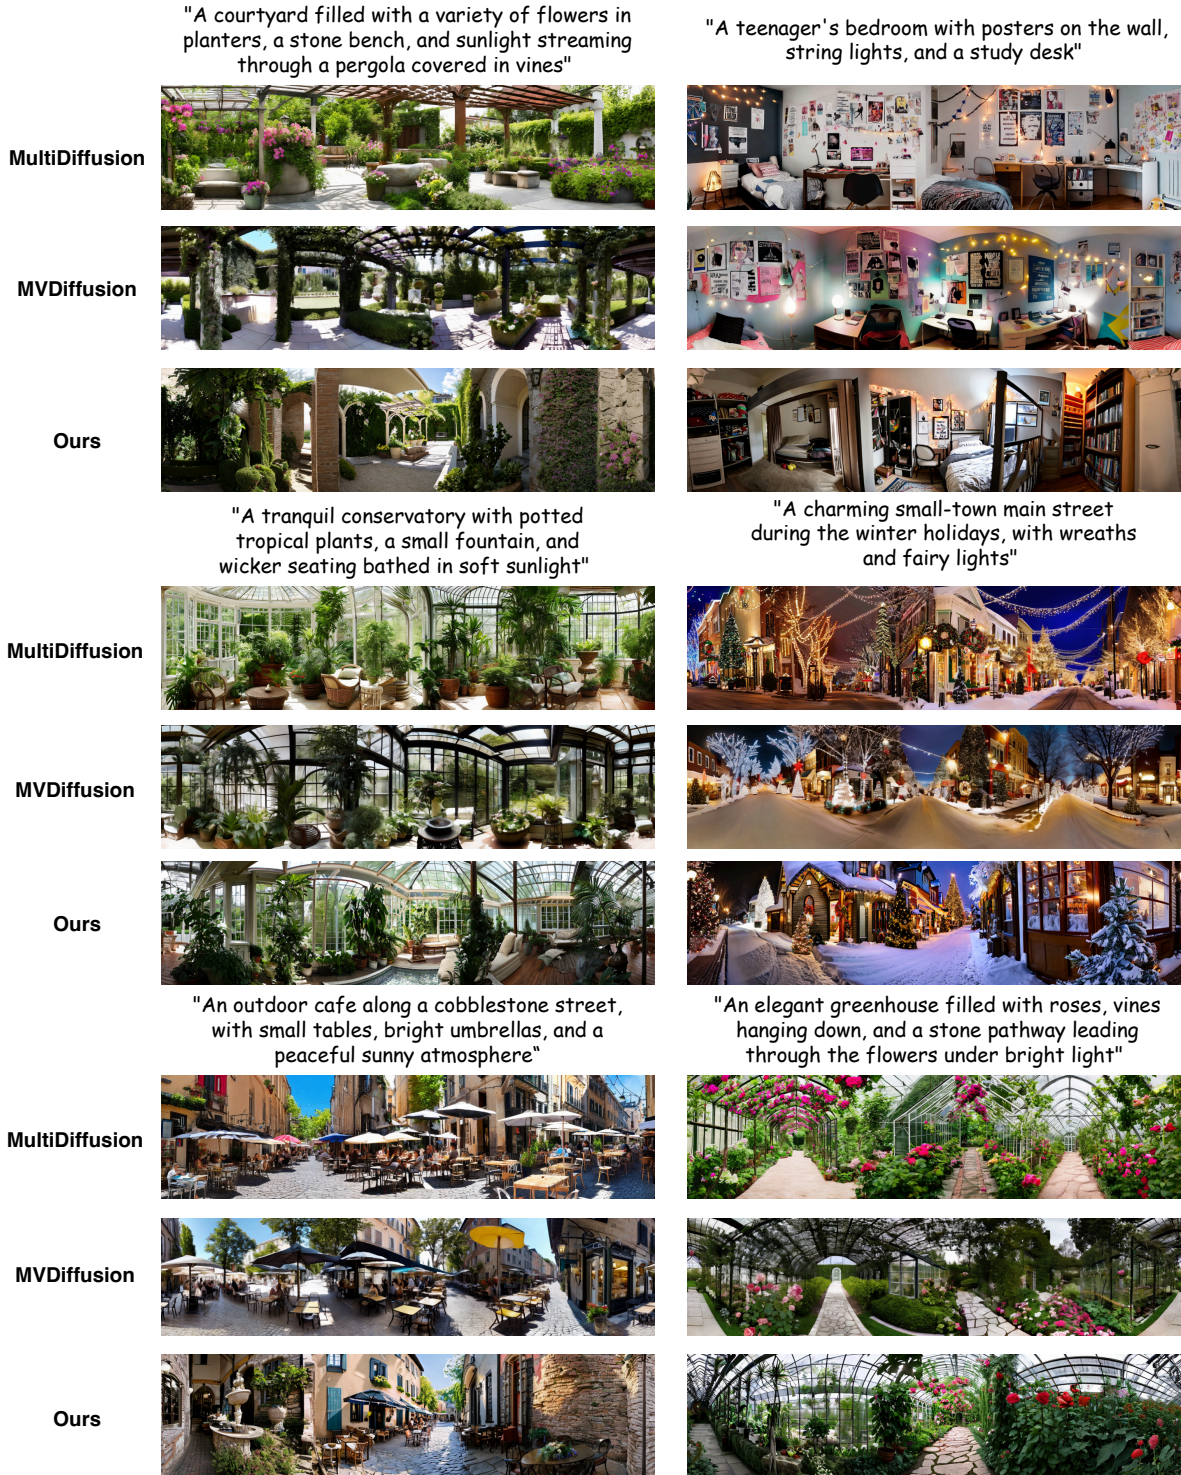 "A courtyard filled with a variety of flowers in
planters, a stone bench, and sunlight streaming
through a pergola covered in vines"
"A teenager's bedroom with posters on the wall,
string lights, and a study desk"
MultiDiffusion
MVDiffusion
Ours
"A tranquil conservatory with potted
tropical plants, a small fountain, and
wicker seating bathed in soft sunlight"
"A charming small-town main street
during the winter holidays, with wreaths
and fairy lights"
MultiDiffusion
MVDiffusion
Ours
"An outdoor cafe along a cobblestone street,
with small tables, bright umbrellas, and a
peaceful sunny atmosphere“
"An elegant greenhouse filled with roses, vines
hanging down, and a stone pathway leading
through the flowers under bright light"
MultiDiffusion
MVDiffusion
Ours